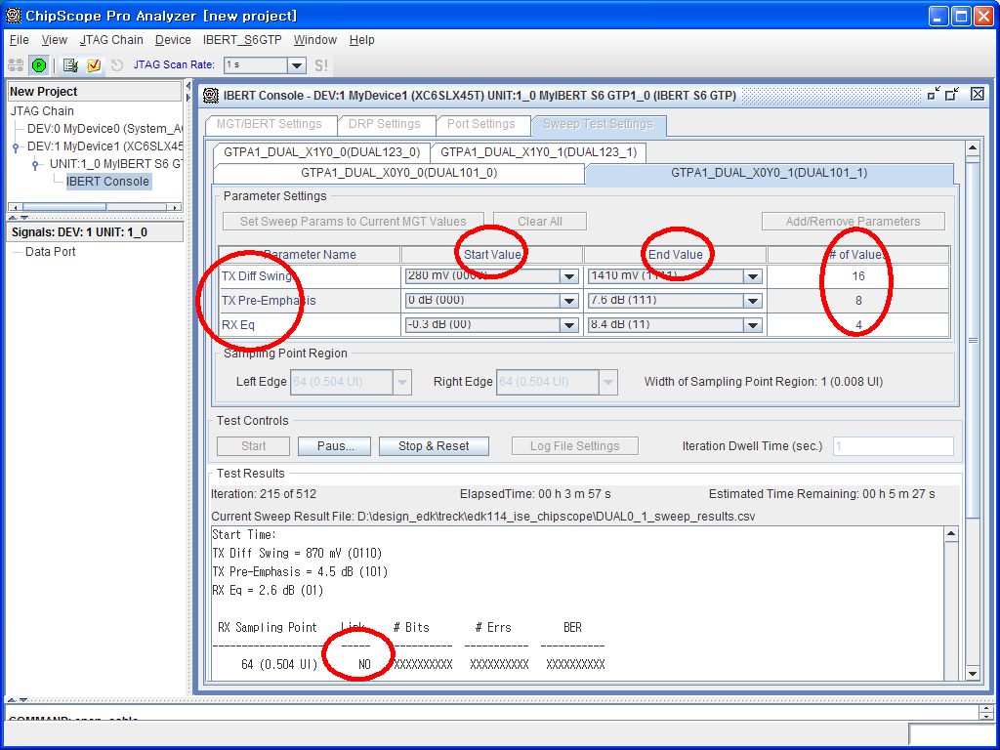 ChipScope Pro Analyzer [new project]
File View JTAG Chain Device IBERT_S6GTP Window Help
JTAG Scan Rate: 1 s S!
New Project
JTAG Chain
DEV:0 MyDevice0 (System_A
DEV:1 MyDevice1 (XC6SLX45
UNIT:1_0 MyIBERT S6 G
IBERT Console
Signals: DEV: 1 UNIT: 1_0
Data Port
IBERT Console - DEV:1 MyDevice1 (XC6SLX45T) UNIT:1_0 MyIBERT S6 GTP1_0 (IBERT S6 GTP)
MGT/BERT Settings DRP Settings Port Settings Sweep Test Settings
GTPA1_DUAL_X1Y0_0(DUAL123_0) GTPA1_DUAL_X1Y0_1(DUAL123_1)
GTPA1_DUAL_X0Y0_0(DUAL101_0) GTPA1_DUAL_X0Y0_1(DUAL101_1)
Parameter Settings
Set Sweep Params to Current MGT Values Clear All Add/Remove Parameters
Parameter Name Start Value End Value # of Values
TX Diff Swing 280 mV (0000) 1410 mV (1111) 16
TX Pre-Emphasis 0 dB (000) 7.6 dB (111) 8
RX Eq -0.3 dB (00) 8.4 dB (11) 4
Sampling Point Region
Left Edge 64 (0.504 UI) Right Edge 64 (0.504 UI) Width of Sampling Point Region: 1 (0.008 UI)
Test Controls
Start Paus... Stop & Reset Log File Settings Iteration Dwell Time (sec.) 1
Test Results
Iteration: 215 of 512 ElapsedTime: 00 h 3 m 57 s Estimated Time Remaining: 00 h 5 m 27 s
Current Sweep Result File: D:\design_edk\treck\edk114_ise_chipscope\DUAL0_1_sweep_results.csv
Start Time:
TX Diff Swing = 870 mV (0110)
TX Pre-Emphasis = 4.5 dB (101)
RX Eq = 2.6 dB (01)
RX Sampling Point Link # Bits # Errs BER
64 (0.504 UI) NO XXXXXXXXXX XXXXXXXXXX XXXXXXXXXX
COMMAND: open_cable